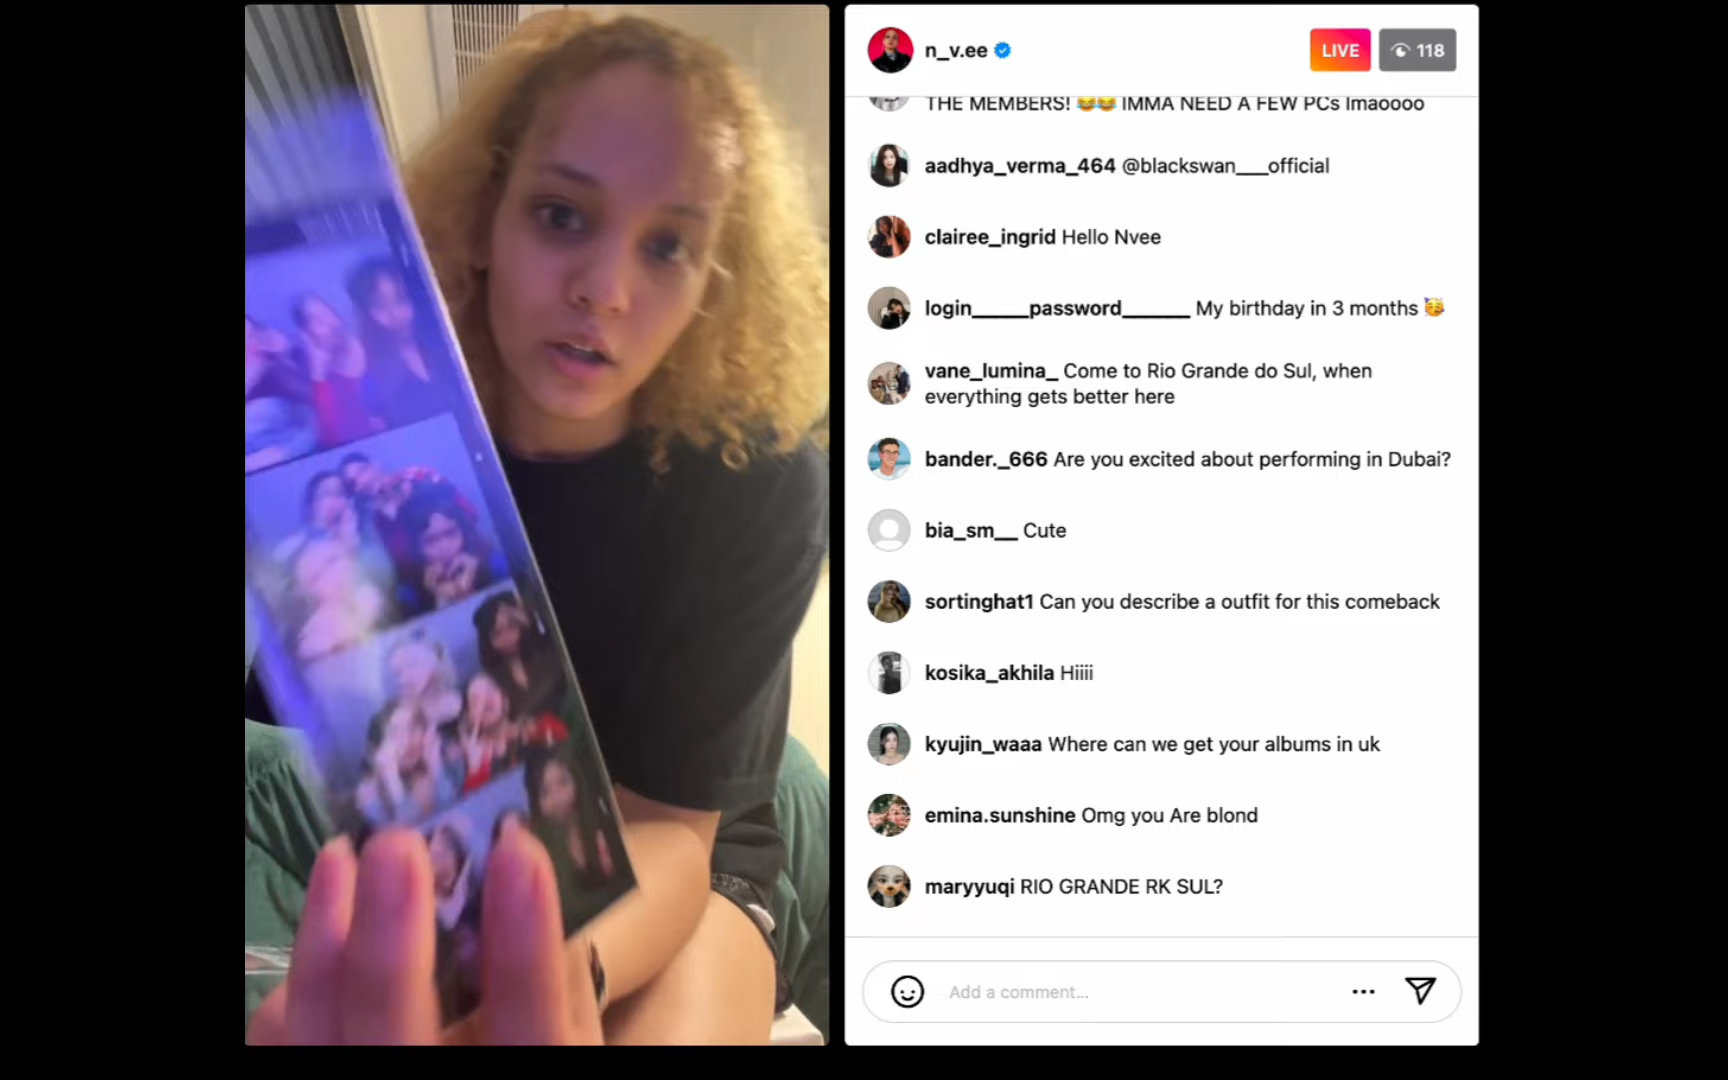 n_v.ee
LIVE
118
THE MEMBERS! 😂😂 IMMA NEED A FEW PCs lmaoooo
aadhya_verma_464 @blackswan___official
clairee_ingrid Hello Nvee
login______password_______ My birthday in 3 months 🥳
vane_lumina_ Come to Rio Grande do Sul, when
everything gets better here
bander._666 Are you excited about performing in Dubai?
bia_sm__ Cute
sortinghat1 Can you describe a outfit for this comeback
kosika_akhila Hiiii
kyujin_waaa Where can we get your albums in uk
emina.sunshine Omg you Are blond
maryyuqi RIO GRANDE RK SUL?
Add a comment...